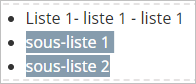 Liste 1- liste 1 - liste 1
sous-liste 1
sous-liste 2